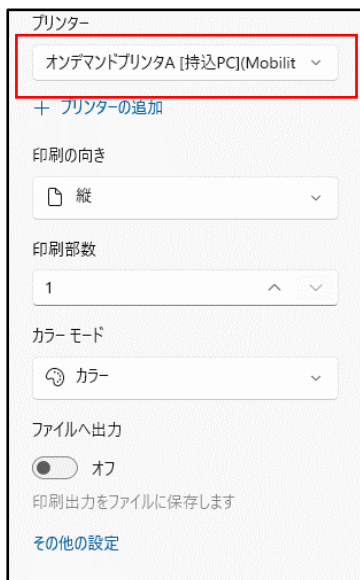 プリンター
オンデマンドプリンタA [持込PC](Mobilit
プリンターの追加
印刷の向き
縦
印刷部数
1
カラー モード
カラー
ファイルへ出力
オフ
印刷出力をファイルに保存します
その他の設定